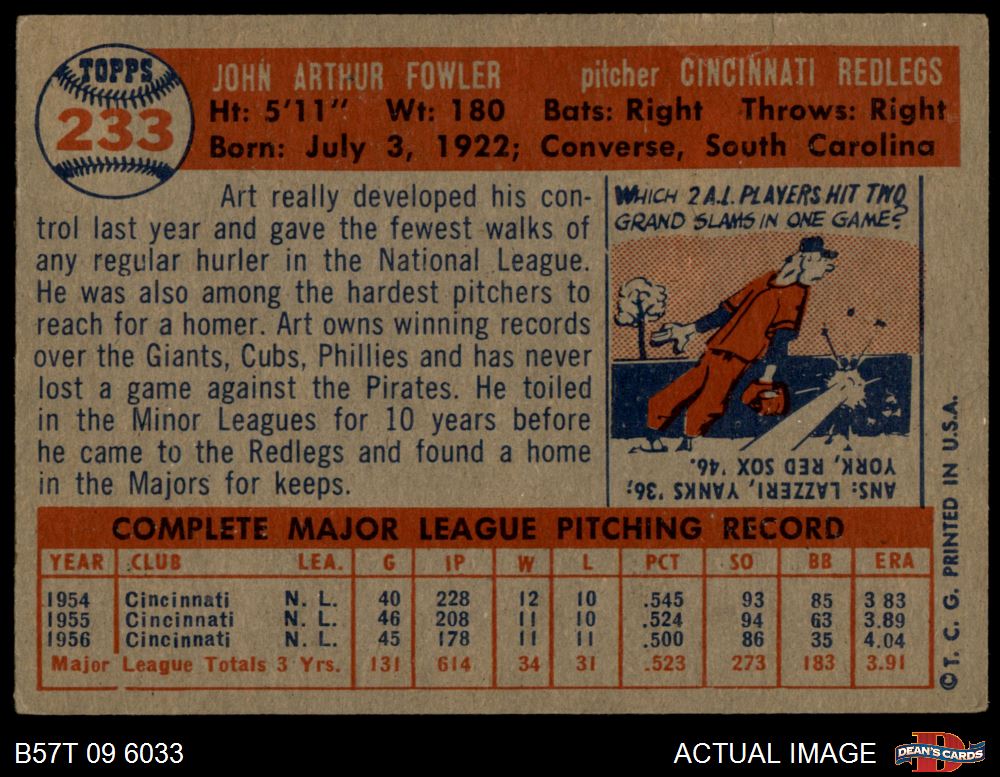 TOPPS
233
JOHN ARTHUR FOWLER pitcher CINCINNATI REDLEGS
Ht: 5'11" Wt: 180 Bats: Right Throws: Right
Born: July 3, 1922; Converse, South Carolina
Art really developed his con-
trol last year and gave the fewest walks of
any regular hurler in the National League.
He was also among the hardest pitchers to
reach for a homer. Art owns winning records
over the Giants, Cubs, Phillies and has never
lost a game against the Pirates. He toiled
in the Minor Leagues for 10 years before
he came to the Redlegs and found a home
in the Majors for keeps.
WHICH 2 A.L. PLAYERS HIT TWO
GRAND SLAMS IN ONE GAME?
ANS: LAZZERI, YANKS '36;
YORK, RED SOX '46.
COMPLETE MAJOR LEAGUE PITCHING RECORD
YEAR CLUB LEA. G IP W L PCT SO BB ERA
1954 Cincinnati N. L. 40 228 12 10 .545 93 85 3 83
1955 Cincinnati N. L. 46 208 11 10 .524 94 63 3.89
1956 Cincinnati N. L. 45 178 11 11 .500 86 35 4.04
Major League Totals 3 Yrs. 131 614 34 31 .523 273 183 3.91
©T. C. G. PRINTED IN U.S.A.
B57T 09 6033 ACTUAL IMAGE
D
DEAN'S CARDS